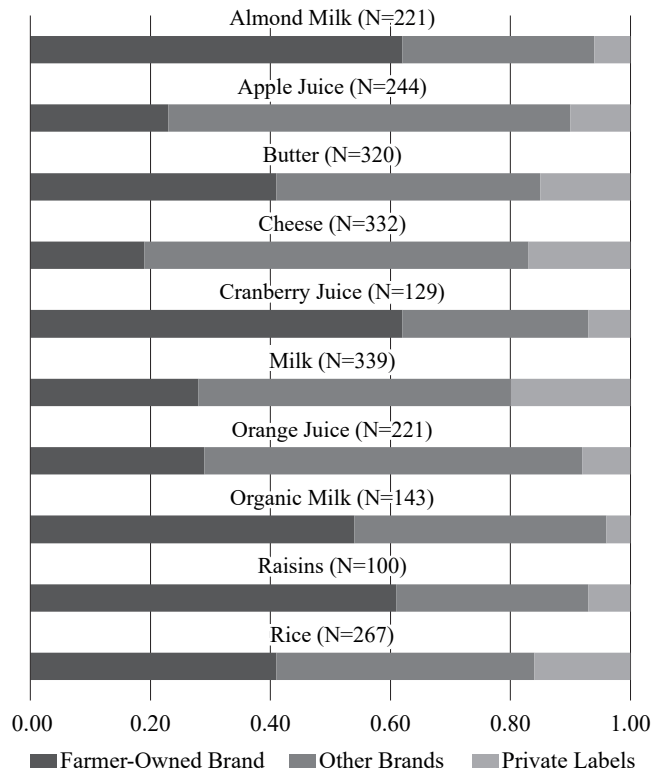 Almond Milk (N=221)
Apple Juice (N=244)
Butter (N=320)
Cheese (N=332)
Cranberry Juice (N=129)
Milk (N=339)
Orange Juice (N=221)
Organic Milk (N=143)
Raisins (N=100)
Rice (N=267)
0.00 0.20 0.40 0.60 0.80 1.00
Farmer-Owned Brand Other Brands Private Labels